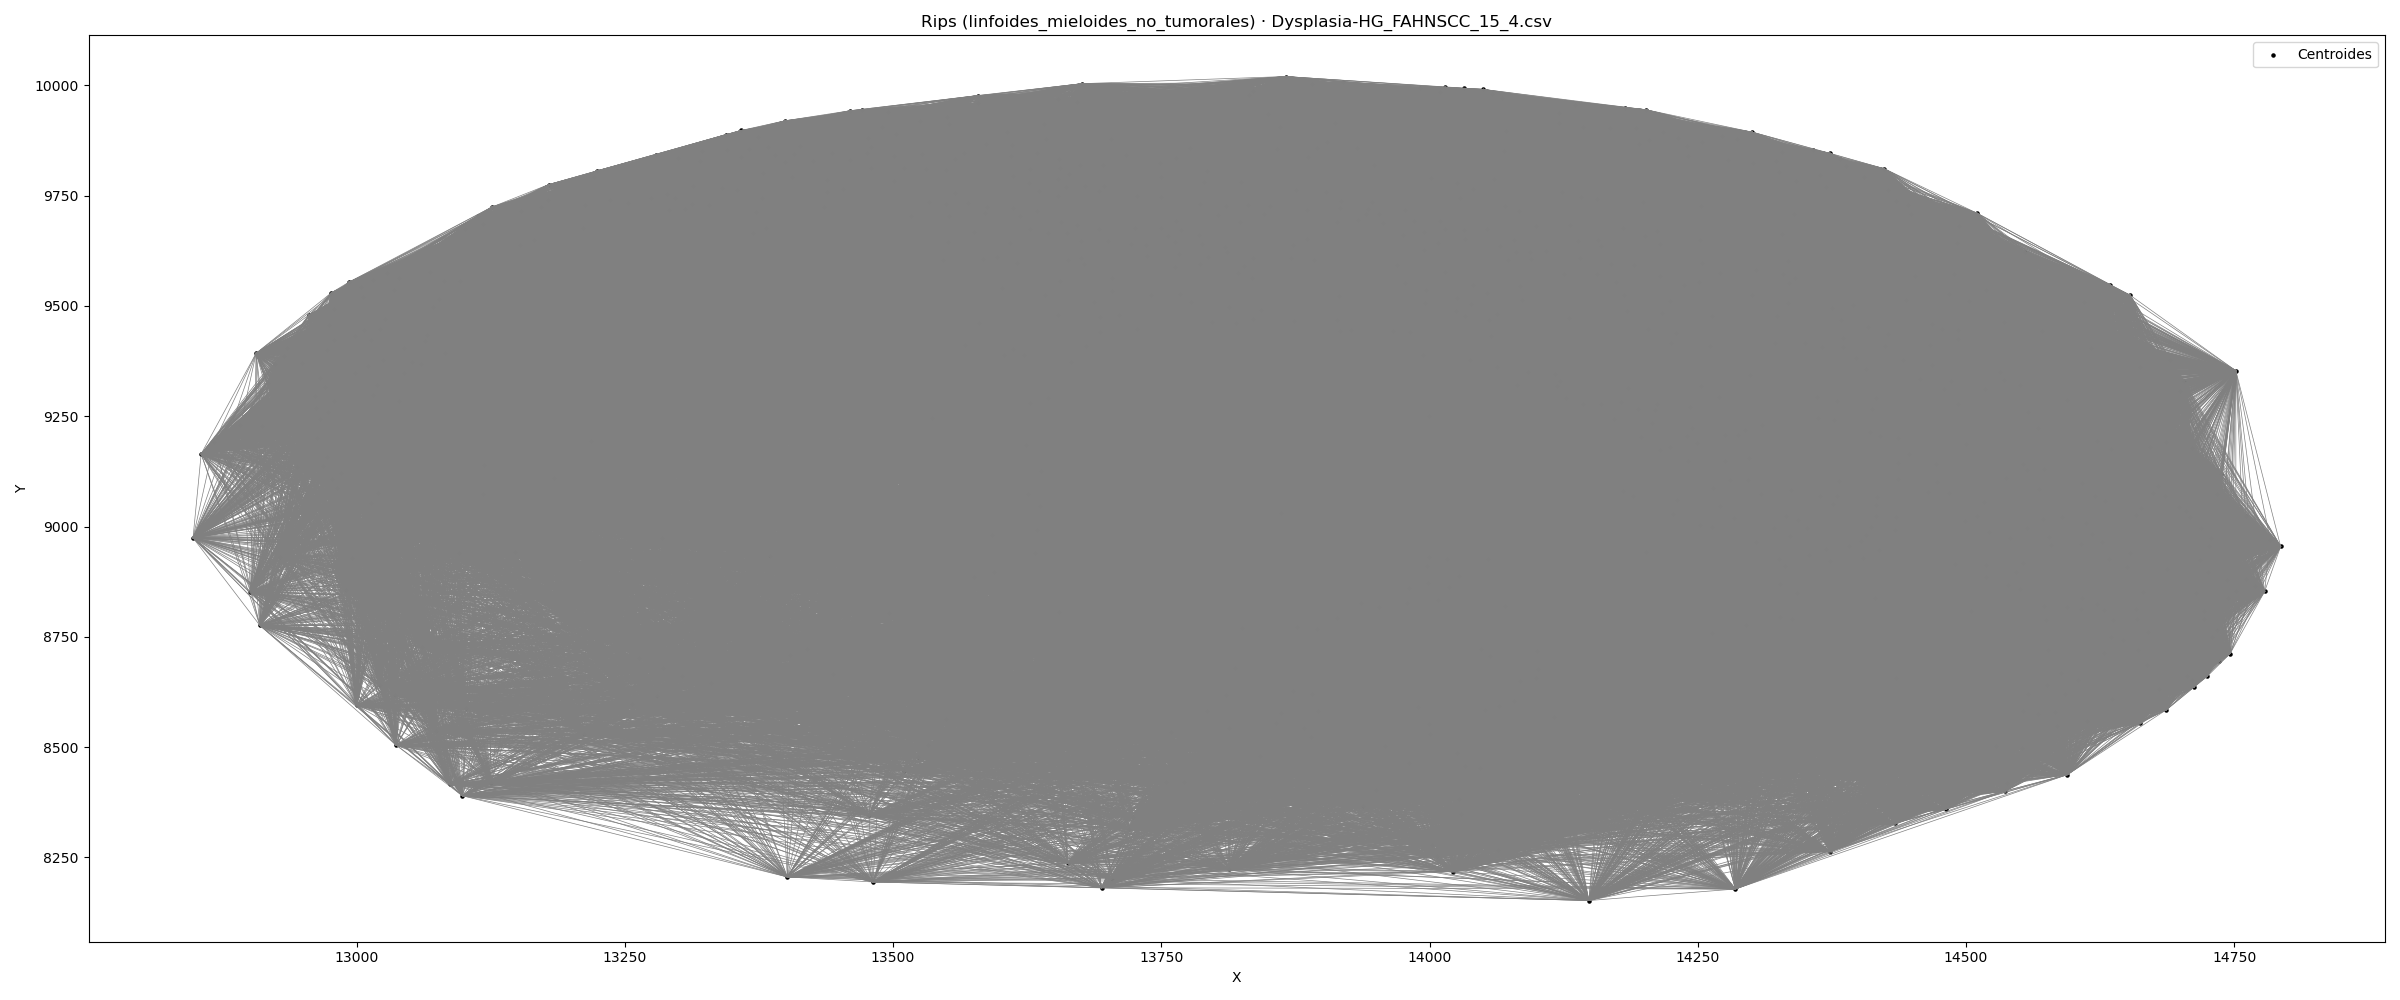 Rips (linfoides_mieloides_no_tumorales) · Dysplasia-HG_FAHNSCC_15_4.csv
Centroides
10000
9750
9500
9250
9000
8750
8500
8250
Y
13000 13250 13500 13750 14000 14250 14500 14750
X